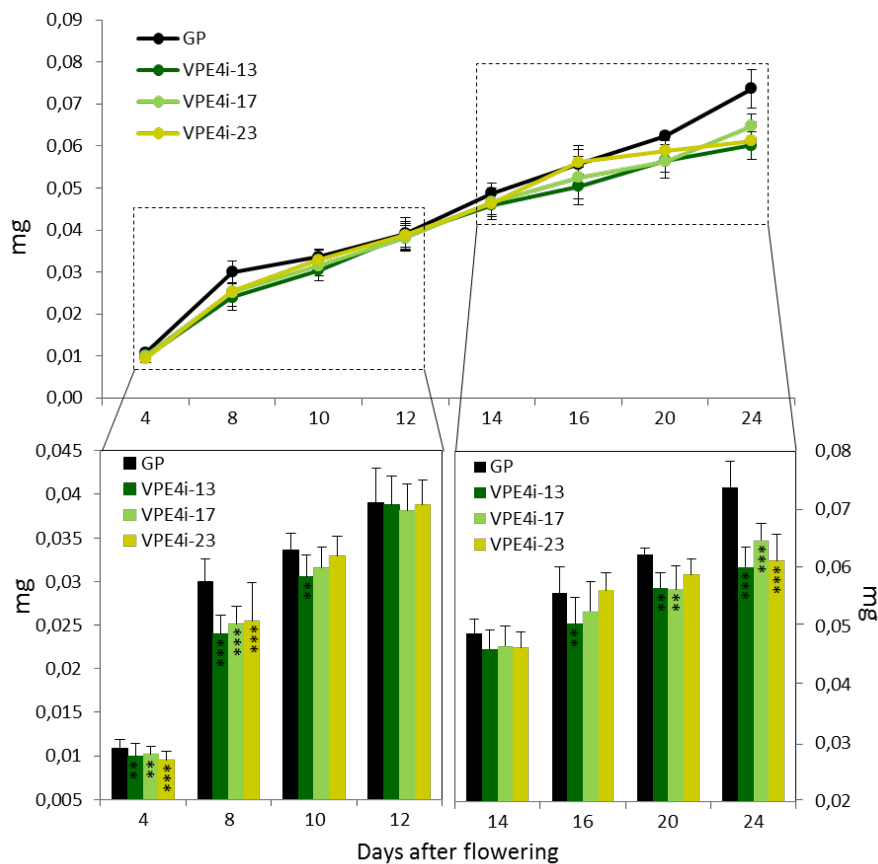 0,09
0,08
0,07
0,06
0,05
0,04
0,03
0,02
0,01
0,00
mg
GP
VPE4i-13
VPE4i-17
VPE4i-23
4 8 10 12 14 16 20 24
0,045
0,04
0,035
0,03
0,025
0,02
0,015
0,01
0,005
mg
GP
VPE4i-13
VPE4i-17
VPE4i-23
*** *** ***
**
** ** ***
4 8 10 12
GP
VPE4i-13
VPE4i-17
VPE4i-23
**
** **
*** *** ***
14 16 20 24
0,08
0,07
0,06
0,05
0,04
0,03
0,02
mg
Days after flowering